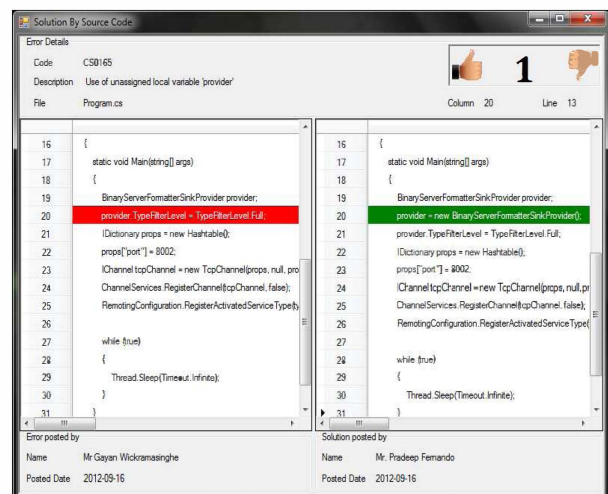 Solution By Source Code
Error Details
Code CS0165
Description Use of unassigned local variable 'provider'
File Program.cs
1
Column 20 Line 13
16 {
17 static void Main(string[] args)
18 {
19 BinaryServerFormatterSinkProvider provider;
20 provider.TypeFilterLevel = TypeFilterLevel.Full;
21 IDictionary props = new Hashtable();
22 props["port"] = 8002;
23 IChannel tcpChannel = new TcpChannel(props, null, pro
24 ChannelServices.RegisterChannel(tcpChannel, false);
25 RemotingConfiguration.RegisterActivatedServiceType(ty
26
27 while (true)
28 {
29 Thread.Sleep(Timeout.Infinite);
30 }
31 }
16 {
17 static void Main(string[] args)
18 {
19 BinaryServerFormatterSinkProvider provider;
20 provider = new BinaryServerFormatterSinkProvider();
21 provider.TypeFilterLevel = TypeFilterLevel.Full;
22 IDictionary props = new Hashtable();
23 props["port"] = 8002;
24 IChannel tcpChannel = new TcpChannel(props, null, pr
25 ChannelServices.RegisterChannel(tcpChannel, false);
26 RemotingConfiguration.RegisterActivatedServiceType(
27
28 while (true)
29 {
30 Thread.Sleep(Timeout.Infinite);
31 }
Error posted by
Name Mr Gayan Wickramasinghe
Posted Date 2012-09-16
Solution posted by
Name Mr. Pradeep Fernando
Posted Date 2012-09-16